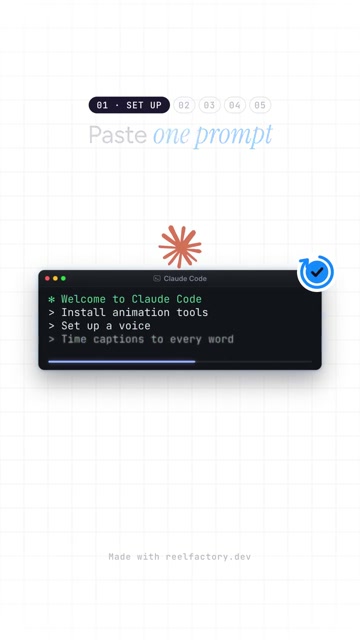 01 · SET UP 02 03 04 05
Paste one prompt
Claude Code
✻ Welcome to Claude Code
> Install animation tools
> Set up a voice
> Time captions to every word
Made with reelfactory.dev